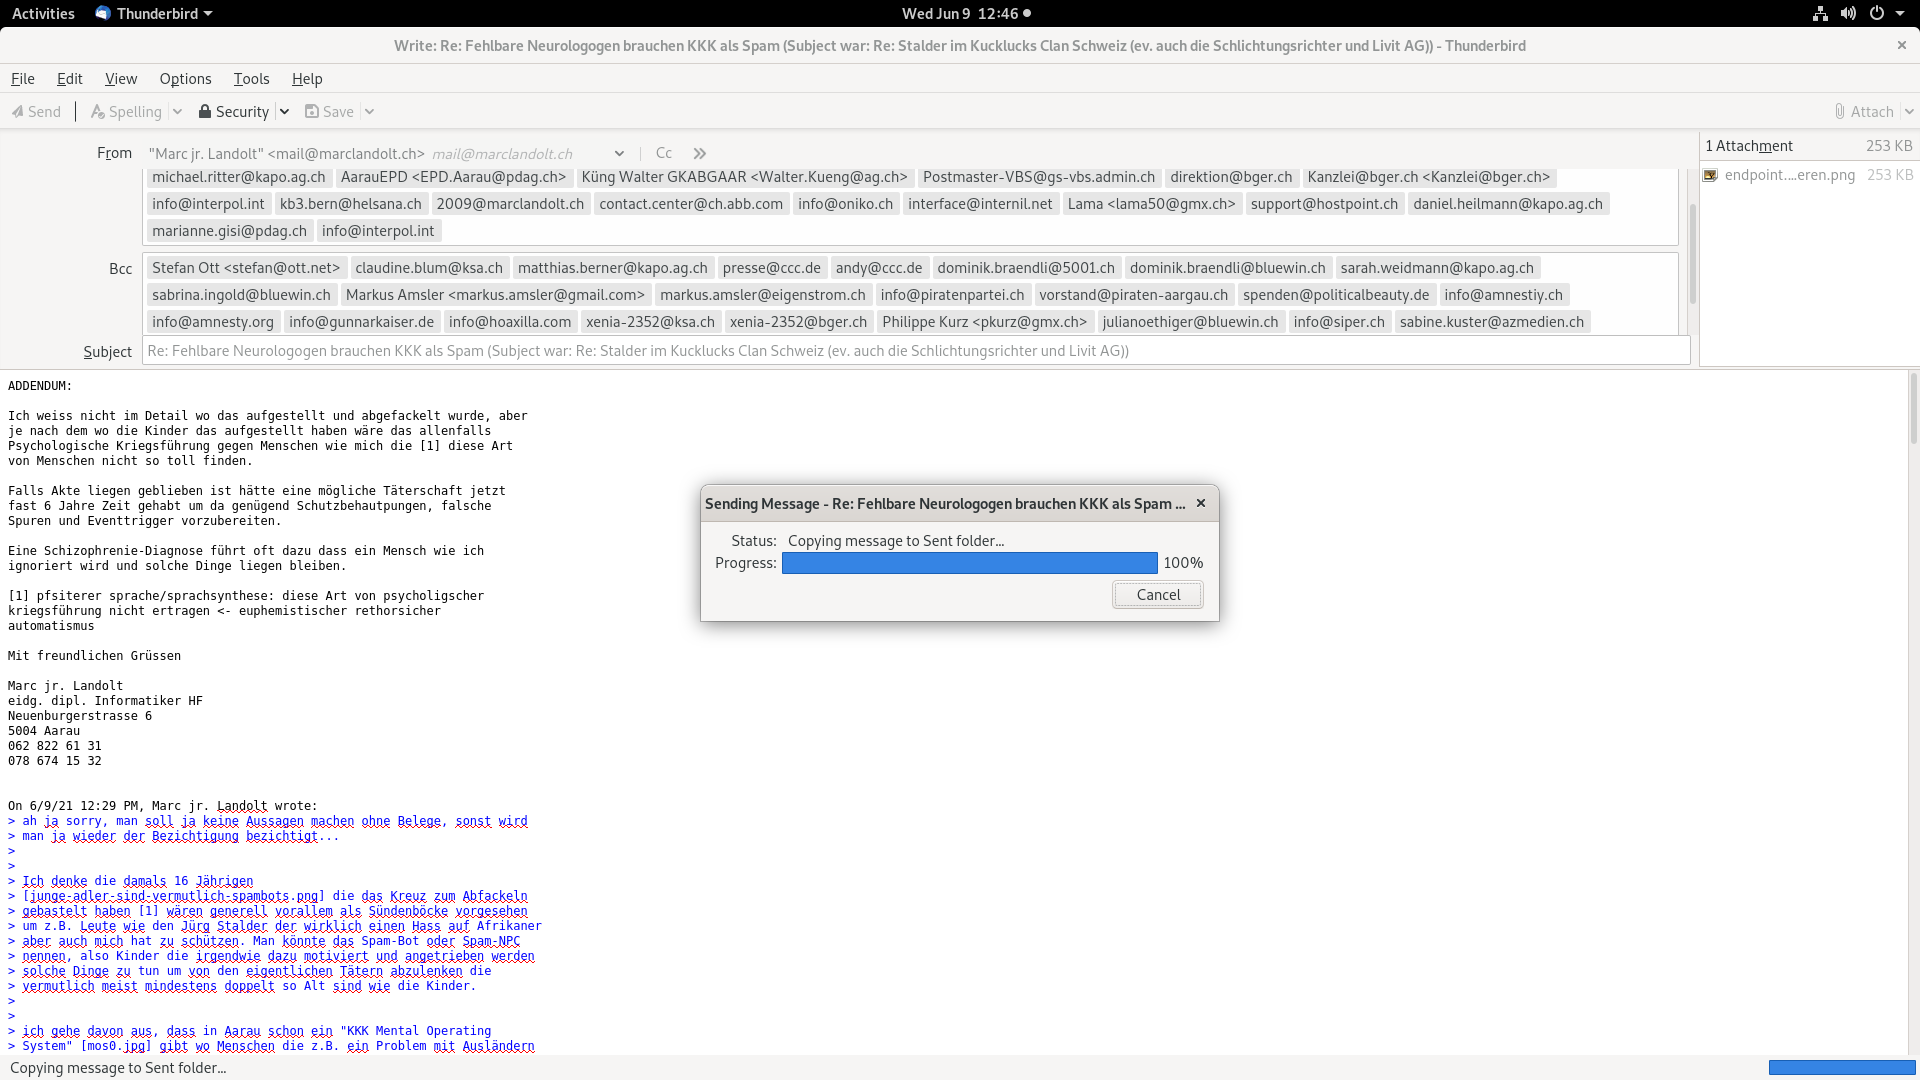 Activities Thunderbird Wed Jun 9 12:46
Write: Re: Fehlbare Neurologogen brauchen KKK als Spam (Subject war: Re: Stalder im Kucklucks Clan Schweiz (ev. auch die Schlichtungsrichter und Livit AG)) - Thunderbird
File Edit View Options Tools Help
Send Spelling Security Save Attach
From "Marc jr. Landolt" <mail@marclandolt.ch> mail@marclandolt.ch Cc
1 Attachment 253 KB
endpoint....eren.png 253 KB
michael.ritter@kapo.ag.ch AarauEPD <EPD.Aarau@pdag.ch> Küng Walter GKABGAAR <Walter.Kueng@ag.ch> Postmaster-VBS@gs-vbs.admin.ch direktion@bger.ch Kanzlei@bger.ch <Kanzlei@bger.ch>
info@interpol.int kb3.bern@helsana.ch 2009@marclandolt.ch contact.center@ch.abb.com info@oniko.ch interface@internil.net Lama <lama50@gmx.ch> support@hostpoint.ch daniel.heilmann@kapo.ag.ch
marianne.gisi@pdag.ch info@interpol.int
Bcc Stefan Ott <stefan@ott.net> claudine.blum@ksa.ch matthias.berner@kapo.ag.ch presse@ccc.de andy@ccc.de dominik.braendli@5001.ch dominik.braendli@bluewin.ch sarah.weidmann@kapo.ag.ch
sabrina.ingold@bluewin.ch Markus Amsler <markus.amsler@gmail.com> markus.amsler@eigenstrom.ch info@piratenpartei.ch vorstand@piraten-aargau.ch spenden@politicalbeauty.de info@amnestiy.ch
info@amnesty.org info@gunnarkaiser.de info@hoaxilla.com xenia-2352@ksa.ch xenia-2352@bger.ch Philippe Kurz <pkurz@gmx.ch> julianoethiger@bluewin.ch info@siper.ch sabine.kuster@azmedien.ch
Subject Re: Fehlbare Neurologogen brauchen KKK als Spam (Subject war: Re: Stalder im Kucklucks Clan Schweiz (ev. auch die Schlichtungsrichter und Livit AG))
ADDENDUM:
Ich weiss nicht im Detail wo das aufgestellt und abgefackelt wurde, aber
je nach dem wo die Kinder das aufgestellt haben wäre das allenfalls
Psychologische Kriegsführung gegen Menschen wie mich die [1] diese Art
von Menschen nicht so toll finden.
Falls Akte liegen geblieben ist hätte eine mögliche Täterschaft jetzt
fast 6 Jahre Zeit gehabt um da genügend Schutzbehautpungen, falsche
Spuren und Eventtrigger vorzubereiten.
Eine Schizophrenie-Diagnose führt oft dazu dass ein Mensch wie ich
ignoriert wird und solche Dinge liegen bleiben.
[1] pfsiterer sprache/sprachsynthese: diese Art von psycholigscher
kriegsführung nicht ertragen <- euphemistischer rethorsicher
automatismus
Mit freundlichen Grüssen
Marc jr. Landolt
eidg. dipl. Informatiker HF
Neuenburgerstrasse 6
5004 Aarau
062 822 61 31
078 674 15 32
On 6/9/21 12:29 PM, Marc jr. Landolt wrote:
> ah ja sorry, man soll ja keine Aussagen machen ohne Belege, sonst wird
> man ja wieder der Bezichtigung bezichtigt...
>
>
> Ich denke die damals 16 Jährigen
> [junge-adler-sind-vermutlich-spambots.png] die das Kreuz zum Abfackeln
> gebastelt haben [1] wären generell vorallem als Sündenböcke vorgesehen
> um z.B. Leute wie den Jürg Stalder der wirklich einen Hass auf Afrikaner
> aber auch mich hat zu schützen. Man könnte das Spam-Bot oder Spam-NPC
> nennen, also Kinder die irgendwie dazu motiviert und angetrieben werden
> solche Dinge zu tun um von den eigentlichen Tätern abzulenken die
> vermutlich meist mindestens doppelt so Alt sind wie die Kinder.
>
>
> ich gehe davon aus, dass in Aarau schon ein "KKK Mental Operating
> System" [mos0.jpg] gibt wo Menschen die z.B. ein Problem mit Ausländern
Sending Message - Re: Fehlbare Neurologogen brauchen KKK als Spam ...
Status: Copying message to Sent folder...
Progress: 100%
Cancel
Copying message to Sent folder...